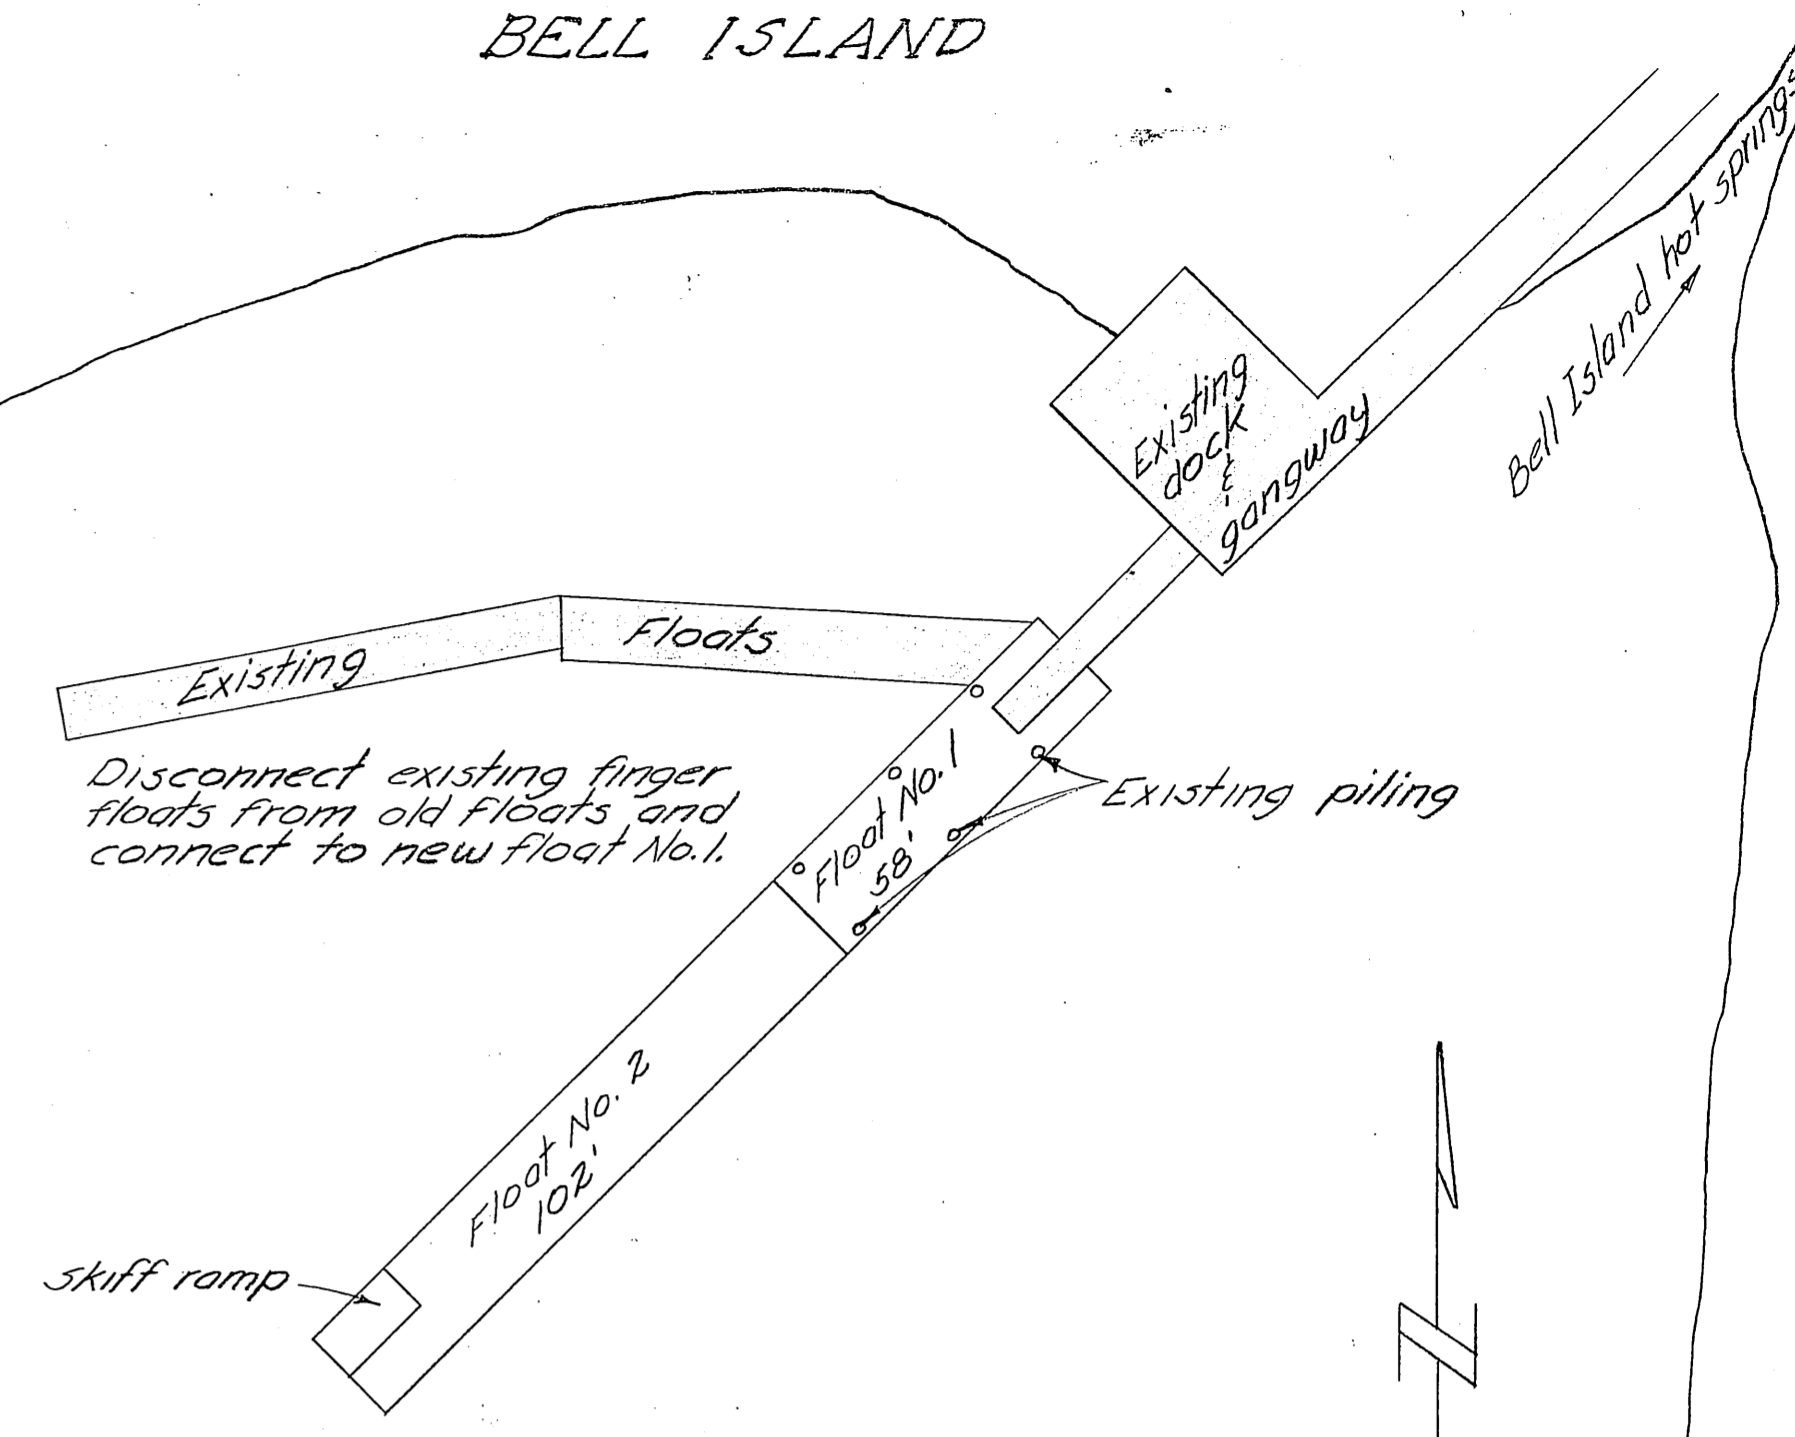 BELL ISLAND
Bell Island hot springs
Existing
dock
&
gangway
Existing
Floats
Disconnect existing finger
floats from old floats and
connect to new float No.1.
Float No. 1
58'
Existing piling
Float No. 2
102'
skiff ramp
N